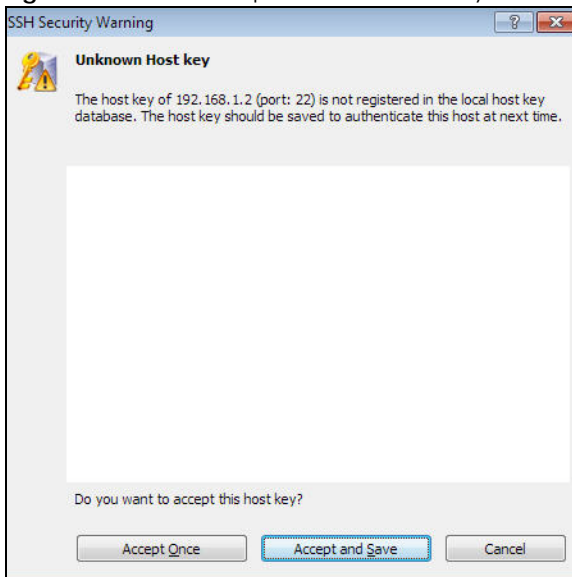 SSH Security Warning
Unknown Host key
The host key of 192.168.1.2 (port: 22) is not registered in the local host key
database. The host key should be saved to authenticate this host at next time.
Do you want to accept this host key?
Accept Once
Accept and Save
Cancel